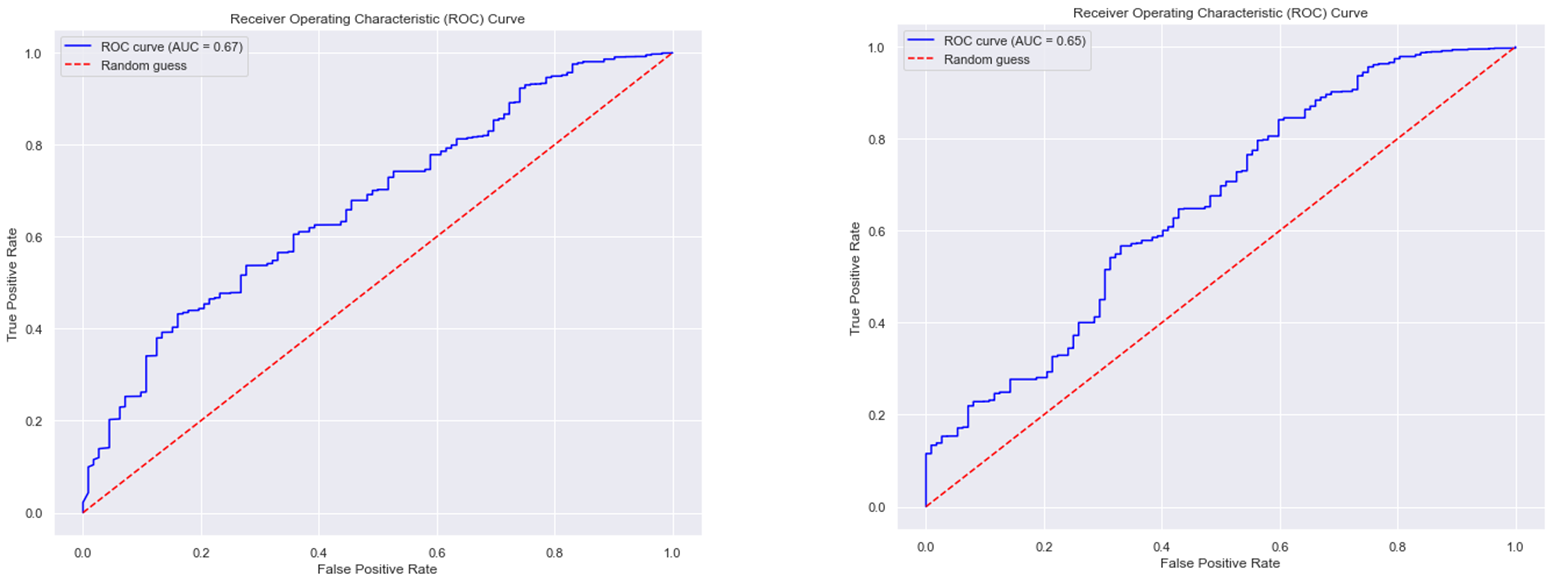 Receiver Operating Characteristic (ROC) Curve
ROC curve (AUC = 0.67)
Random guess
1.0
0.8
0.6
0.4
0.2
0.0
True Positive Rate
0.0 0.2 0.4 0.6 0.8 1.0
False Positive Rate
Receiver Operating Characteristic (ROC) Curve
ROC curve (AUC = 0.65)
Random guess
1.0
0.8
0.6
0.4
0.2
0.0
True Positive Rate
0.0 0.2 0.4 0.6 0.8 1.0
False Positive Rate